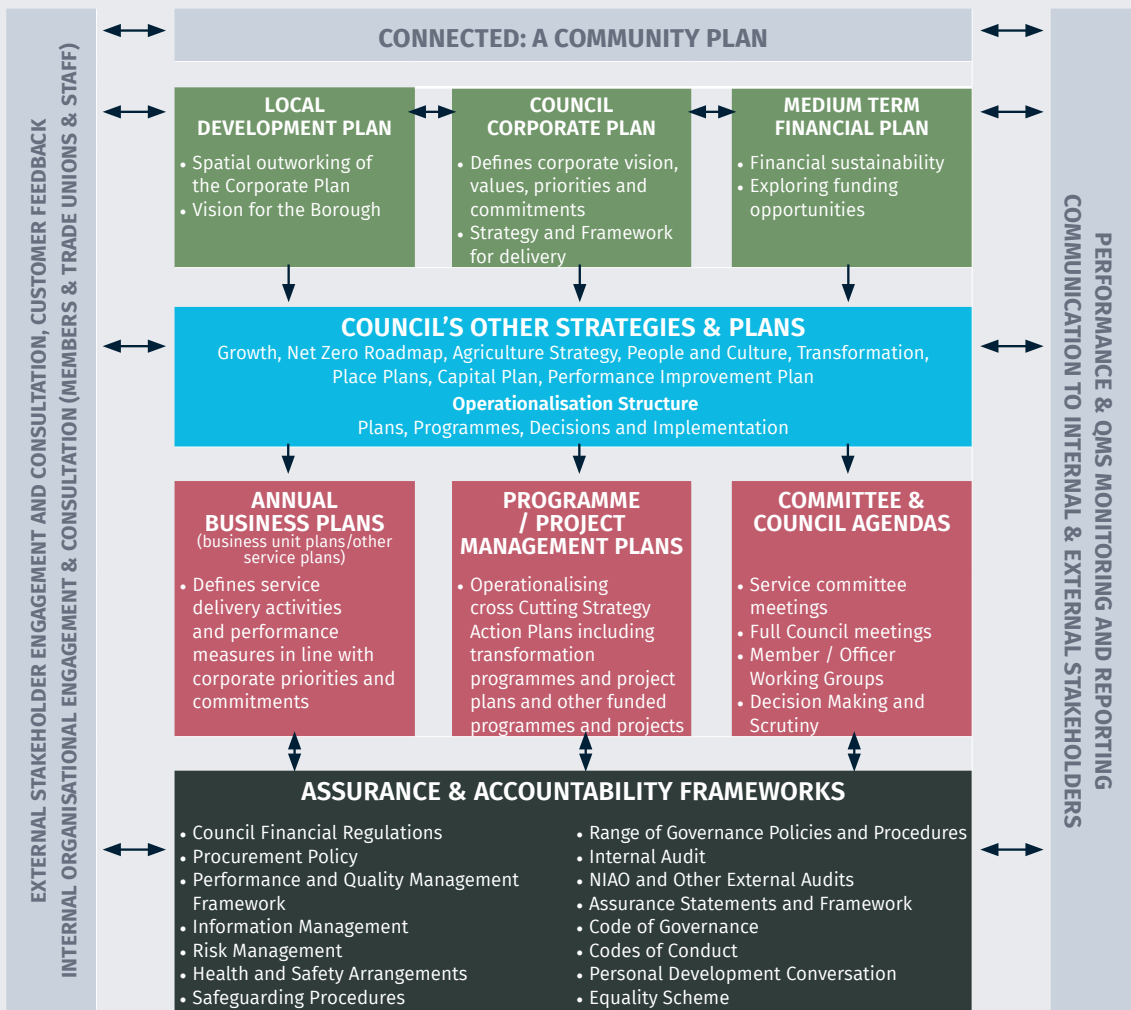 CONNECTED: A COMMUNITY PLAN
EXTERNAL STAKEHOLDER ENGAGEMENT AND CONSULTATION, CUSTOMER FEEDBACK
INTERNAL ORGANISATIONAL ENGAGEMENT & CONSULTATION (MEMBERS & TRADE UNIONS & STAFF)
LOCAL
DEVELOPMENT PLAN
• Spatial outworking of
the Corporate Plan
• Vision for the Borough
COUNCIL
CORPORATE PLAN
• Defines corporate vision,
values, priorities and
commitments
• Strategy and Framework
for delivery
MEDIUM TERM
FINANCIAL PLAN
• Financial sustainability
• Exploring funding
opportunities
COUNCIL'S OTHER STRATEGIES & PLANS
Growth, Net Zero Roadmap, Agriculture Strategy, People and Culture, Transformation,
Place Plans, Capital Plan, Performance Improvement Plan
Operationalisation Structure
Plans, Programmes, Decisions and Implementation
ANNUAL
BUSINESS PLANS
(business unit plans/other
service plans)
• Defines service
delivery activities
and performance
measures in line with
corporate priorities and
commitments
PROGRAMME
/ PROJECT
MANAGEMENT PLANS
• Operationalising
cross Cutting Strategy
Action Plans including
transformation
programmes and project
plans and other funded
programmes and projects
COMMITTEE &
COUNCIL AGENDAS
• Service committee
meetings
• Full Council meetings
• Member / Officer
Working Groups
• Decision Making and
Scrutiny
ASSURANCE & ACCOUNTABILITY FRAMEWORKS
• Council Financial Regulations
• Procurement Policy
• Performance and Quality Management
Framework
• Information Management
• Risk Management
• Health and Safety Arrangements
• Safeguarding Procedures
• Range of Governance Policies and Procedures
• Internal Audit
• NIAO and Other External Audits
• Assurance Statements and Framework
• Code of Governance
• Codes of Conduct
• Personal Development Conversation
• Equality Scheme
PERFORMANCE & QMS MONITORING AND REPORTING
COMMUNICATION TO INTERNAL & EXTERNAL STAKEHOLDERS